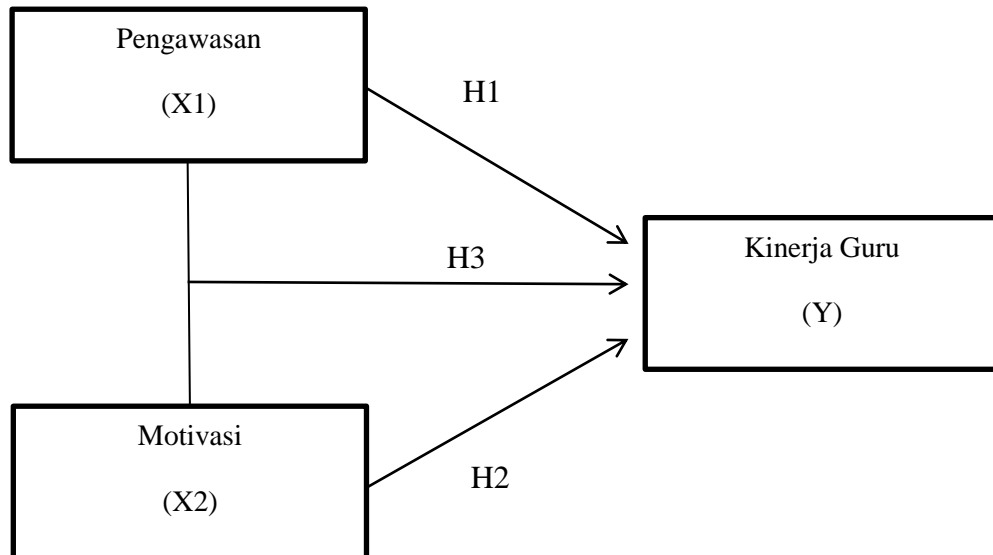 Pengawasan
(X1)
H1
H3
Kinerja Guru
(Y)
Motivasi
(X2)
H2